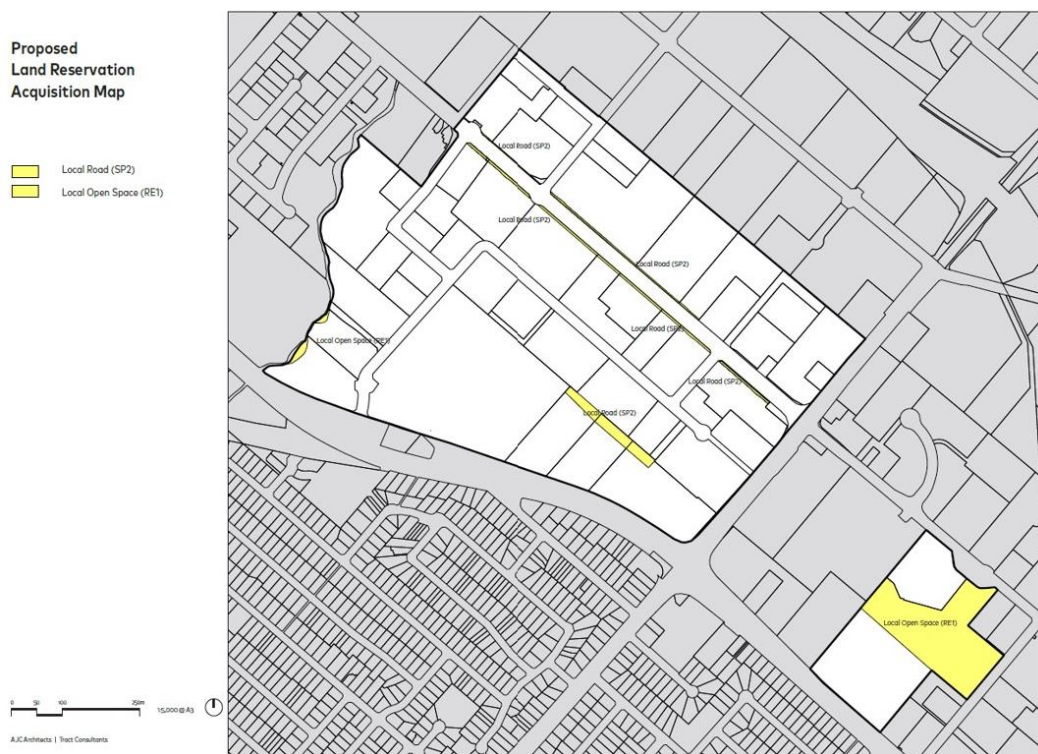 Proposed
Land Reservation
Acquisition Map
Local Road (SP2)
Local Open Space (RE1)
Local Road (SP2)
Local Road (SP2)
Local Road (SP2)
Local Road (SP2)
Local Open Space (RE1)
Local Road (SP2)
Local Road (SP2)
Local Open Space (RE1)
0 50 100 250m
1:5,000 @ A3
AJC Architects | Tract Consultants